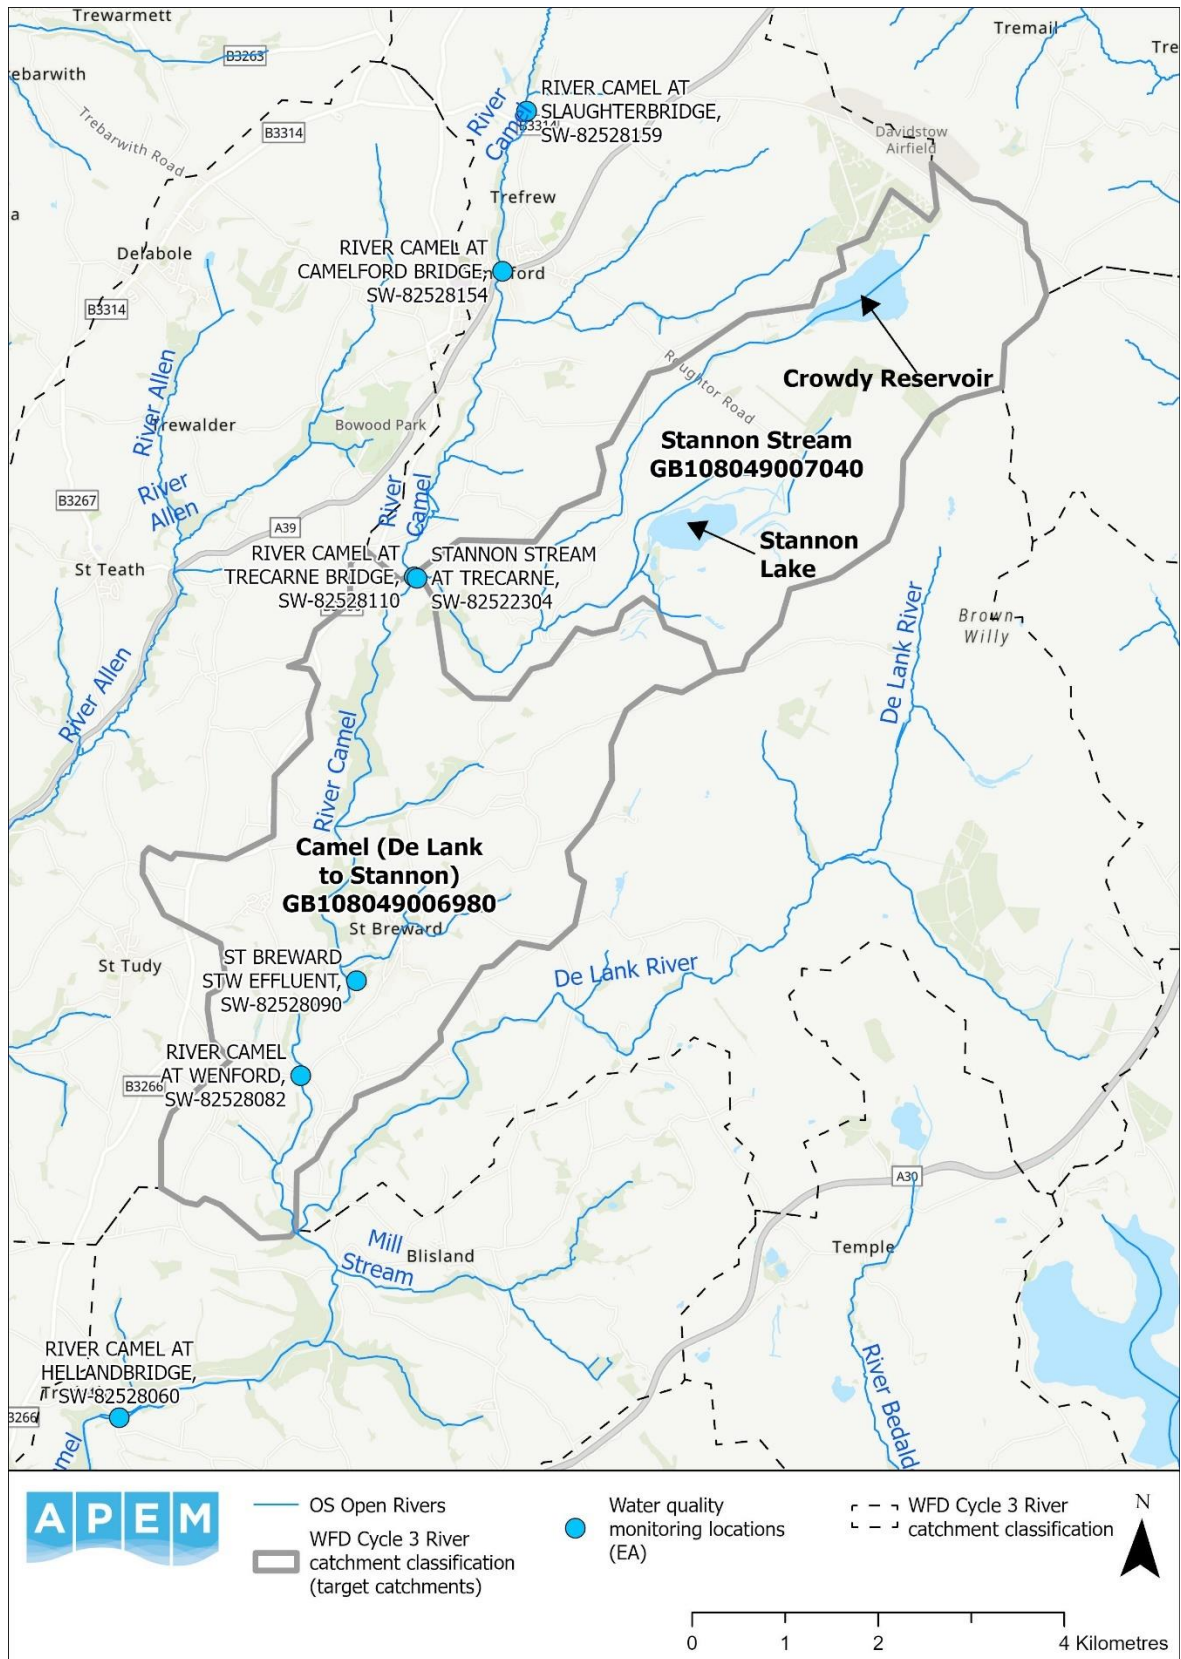 Trewarmett
Tremail
Tre
B3263
ebarwith
RIVER CAMEL AT
SLAUGHTERBRIDGE,
SW-82528159
River
Camel
B3314
B3314
Trebarwith Road
Davidstow
Airfield
Trefrew
a
Delabole
RIVER CAMEL AT
CAMELFORD BRIDGE,
SW-82528154
ford
B3314
River Allen
Roughtor Road
Crowdy Reservoir
Trewalder
Bowood Park
Stannon Stream
GB108049007040
B3267
River
Allen
River
Camel
A39
Stannon
Lake
St Teath
RIVER CAMEL AT
TRECARNE BRIDGE,
SW-82528110
STANNON STREAM
AT TRECARNE,
SW-82522304
De Lank River
Brown
Willy
River Allen
River Camel
Camel (De Lank
to Stannon)
GB108049006980
St Breward
St Tudy
ST BREWARD
STW EFFLUENT,
SW-82528090
De Lank River
RIVER CAMEL
AT WENFORD,
SW-82528082
B3266
A30
Mill
Stream
Blisland
Temple
RIVER CAMEL AT
HELLANDBRIDGE,
SW-82528060
3266
amel
River Bedald
APEM
OS Open Rivers
WFD Cycle 3 River
catchment classification
(target catchments)
Water quality
monitoring locations
(EA)
WFD Cycle 3 River
catchment classification
N
0 1 2 4 Kilometres